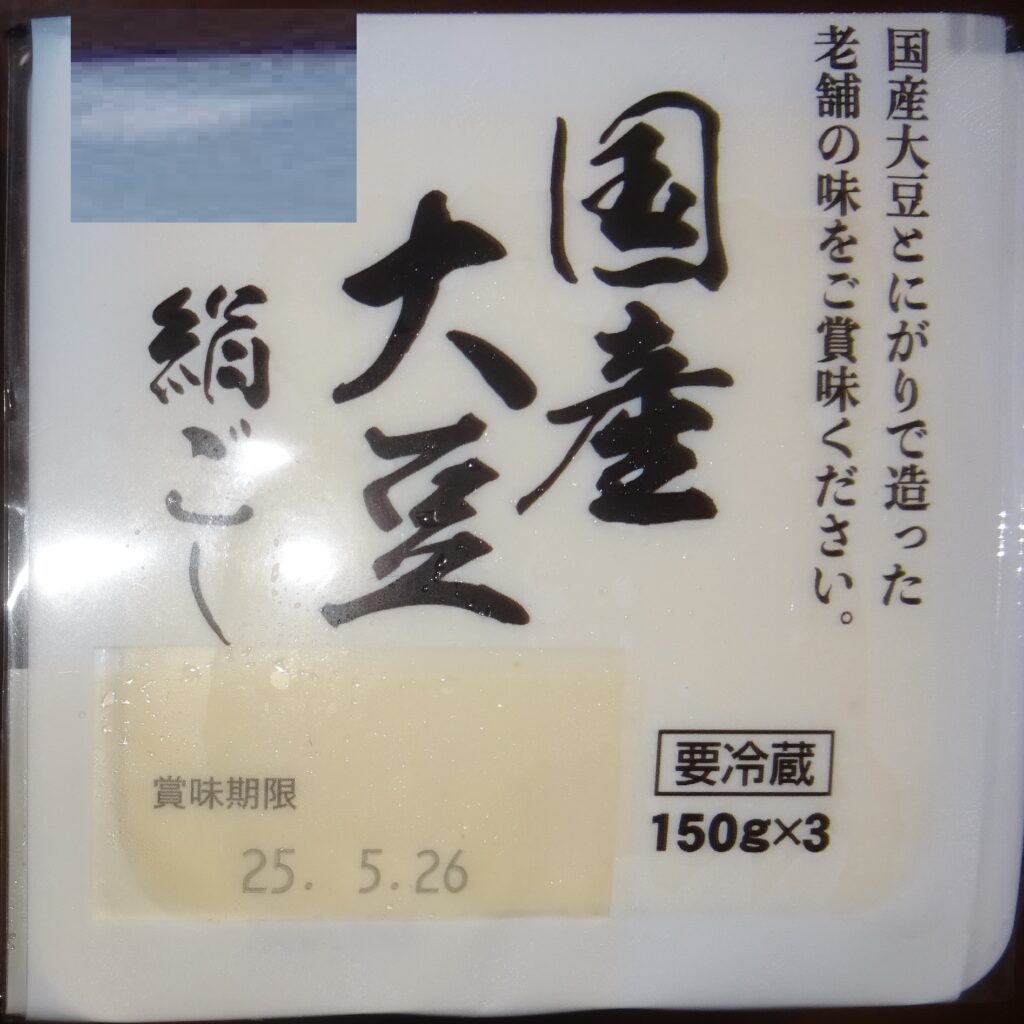 国産大豆とにがりで造った
老舗の味をご賞味ください。
国産
大豆
絹ごし
要冷蔵
150g×3
賞味期限
25. 5.26